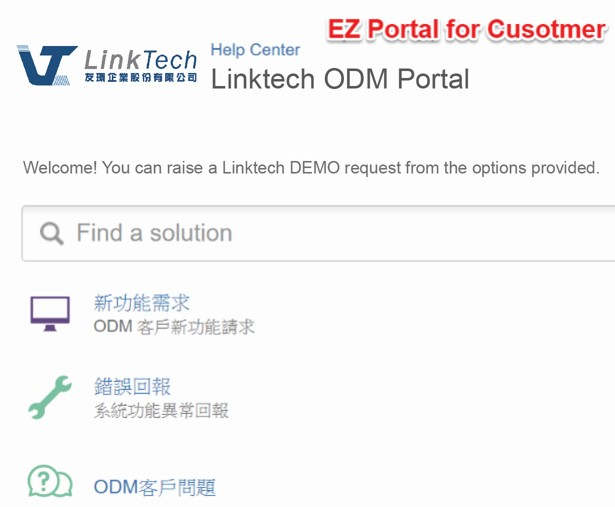 EZ Portal for Cusotmer
LinkTech
友環企業股份有限公司
Help Center
Linktech ODM Portal
Welcome! You can raise a Linktech DEMO request from the options provided.
Find a solution
新功能需求
ODM 客戶新功能請求
錯誤回報
系統功能異常回報
ODM客戶問題